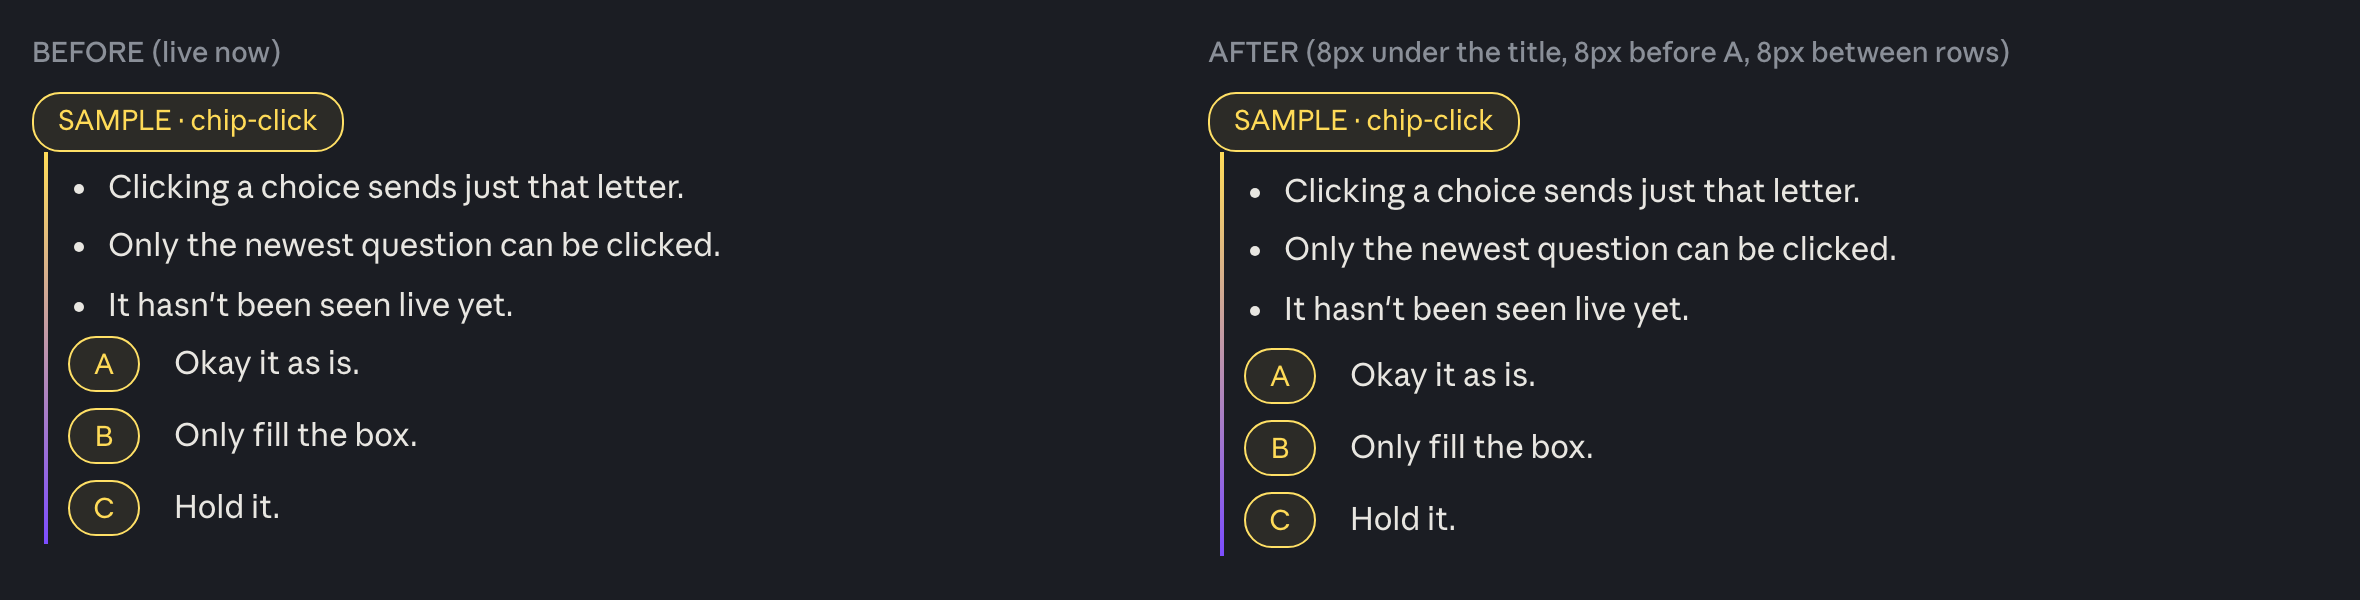 BEFORE (live now)
SAMPLE · chip-click
• Clicking a choice sends just that letter.
• Only the newest question can be clicked.
• It hasn't been seen live yet.
A Okay it as is.
B Only fill the box.
C Hold it.
AFTER (8px under the title, 8px before A, 8px between rows)
SAMPLE · chip-click
• Clicking a choice sends just that letter.
• Only the newest question can be clicked.
• It hasn't been seen live yet.
A Okay it as is.
B Only fill the box.
C Hold it.